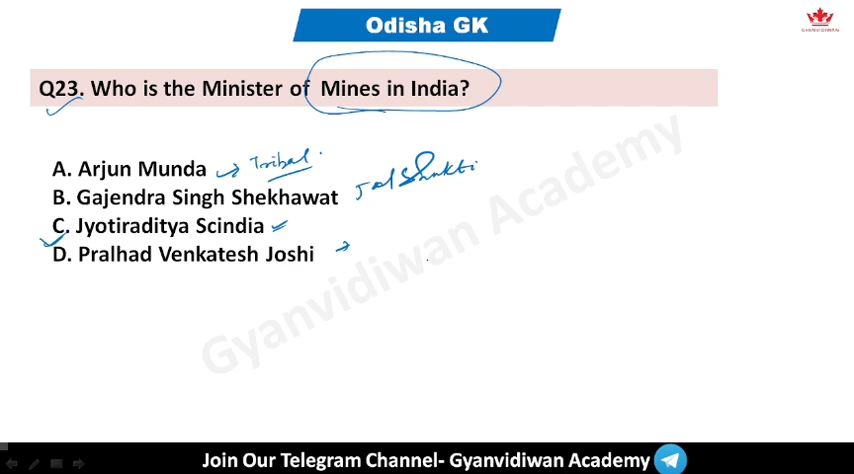 Odisha GK
GYANVIDIWAN
Q23. Who is the Minister of Mines in India?
A. Arjun Munda → Tribal.
B. Gajendra Singh Shekhawat Jal Shakti
C. Jyotiraditya Scindia
D. Pralhad Venkatesh Joshi →
Gyanvidiwan Academy
Join Our Telegram Channel- Gyanvidiwan Academy